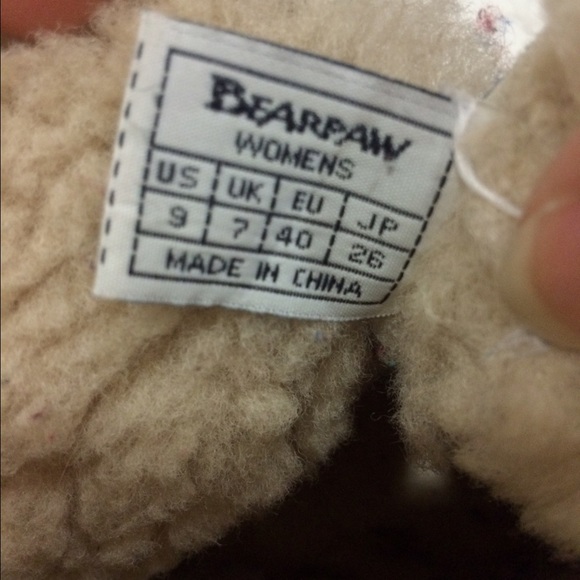 BEARPAW
WOMENS
US UK EU JP
9 7 40 26
MADE IN CHINA